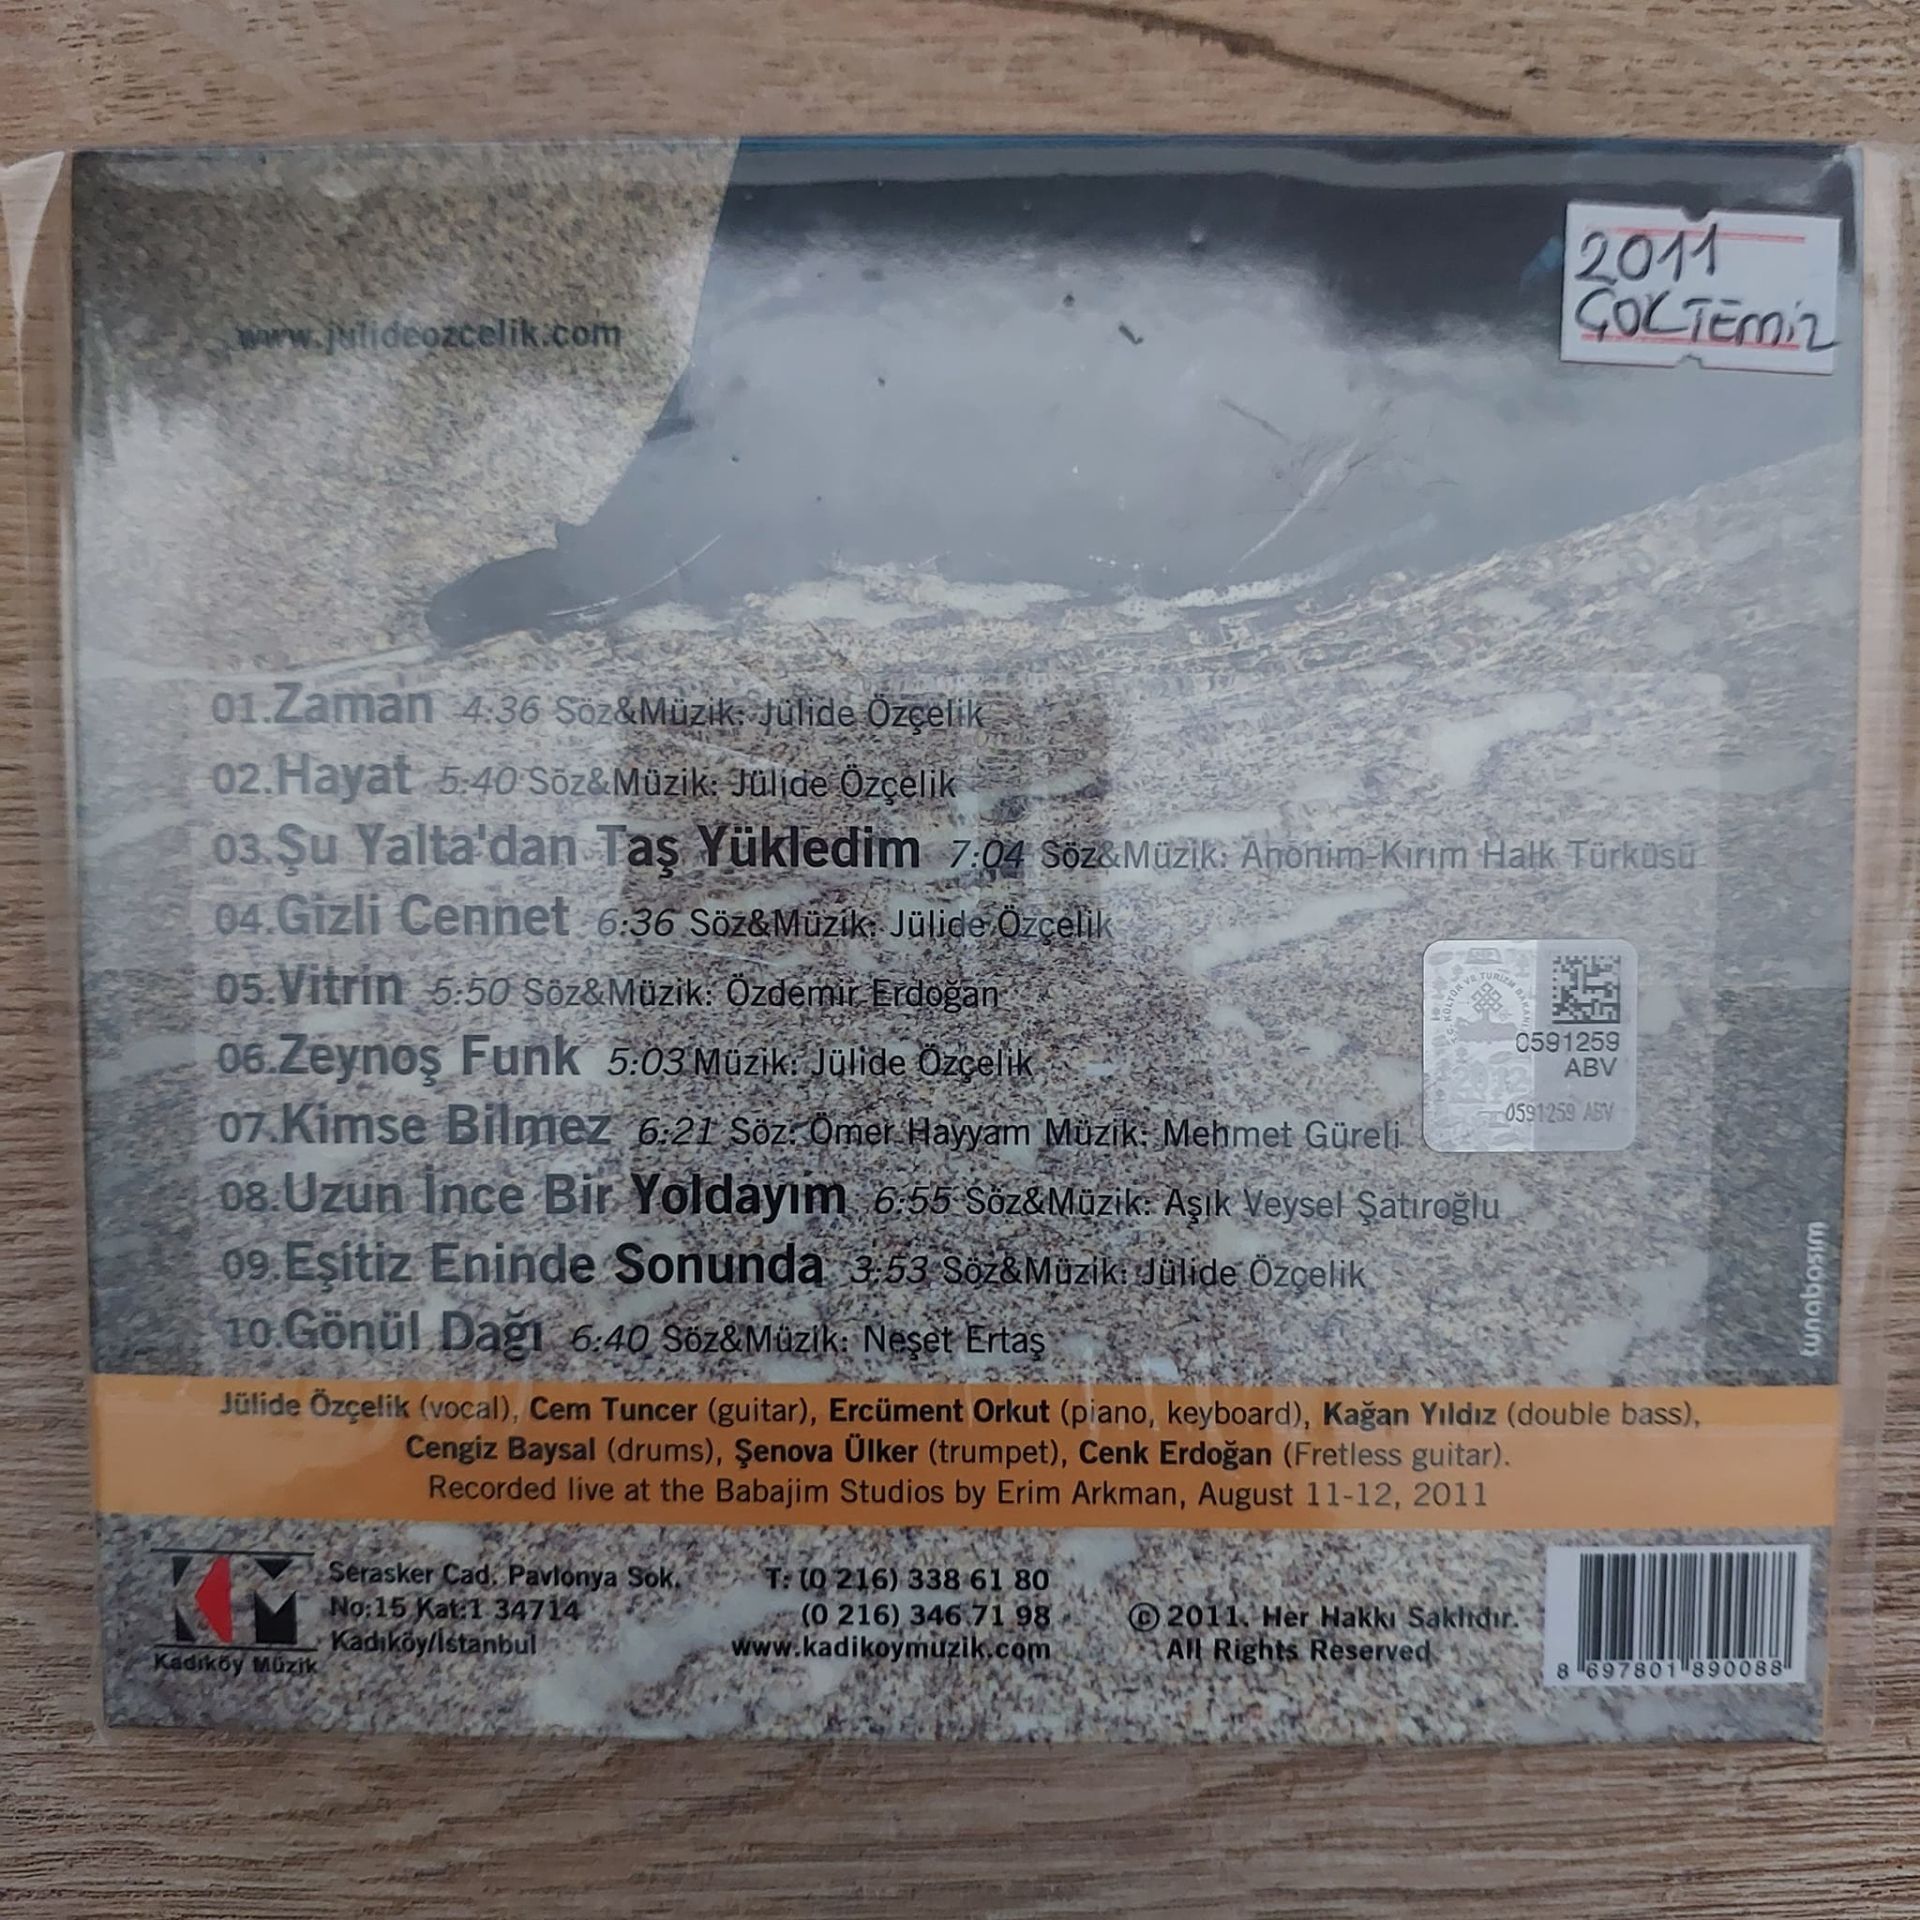 2011
ÇOK TEMİZ
www.julideozcelik.com
01.Zaman 4:36 Söz&Müzik: Jülide Özçelik
02.Hayat 5:40 Söz&Müzik: Jülide Özçelik
03.Şu Yalta'dan Taş Yükledim 7:04 Söz&Müzik: Anonim-Kırım Halk Türküsü
04.Gizli Cennet 6:36 Söz&Müzik: Jülide Özçelik
05.Vitrin 5:50 Söz&Müzik: Özdemir Erdoğan
06.Zeynoş Funk 5:03 Müzik: Jülide Özçelik
07.Kimse Bilmez 6:21 Söz: Ömer Hayyam Müzik: Mehmet Güreli
08.Uzun İnce Bir Yoldayım 6:55 Söz&Müzik: Aşık Veysel Şatıroğlu
09.Eşitiz Eninde Sonunda 3:53 Söz&Müzik: Jülide Özçelik
10.Gönül Dağı 6:40 Söz&Müzik: Neşet Ertaş
T.C. KÜLTÜR VE TURİZM BAKANLIĞI
0591259
ABV
2012
0591259 ABV
tunabasım
Jülide Özçelik (vocal), Cem Tuncer (guitar), Ercüment Orkut (piano, keyboard), Kağan Yıldız (double bass),
Cengiz Baysal (drums), Şenova Ülker (trumpet), Cenk Erdoğan (Fretless guitar).
Recorded live at the Babajim Studios by Erim Arkman, August 11-12, 2011
KM
Kadıköy Müzik
Serasker Cad. Pavlonya Sok.
No:15 Kat:1 34714
Kadıköy/İstanbul
T: (0 216) 338 61 80
(0 216) 346 71 98
www.kadikoymuzik.com
© 2011. Her Hakkı Saklıdır.
All Rights Reserved
8 697801 890088